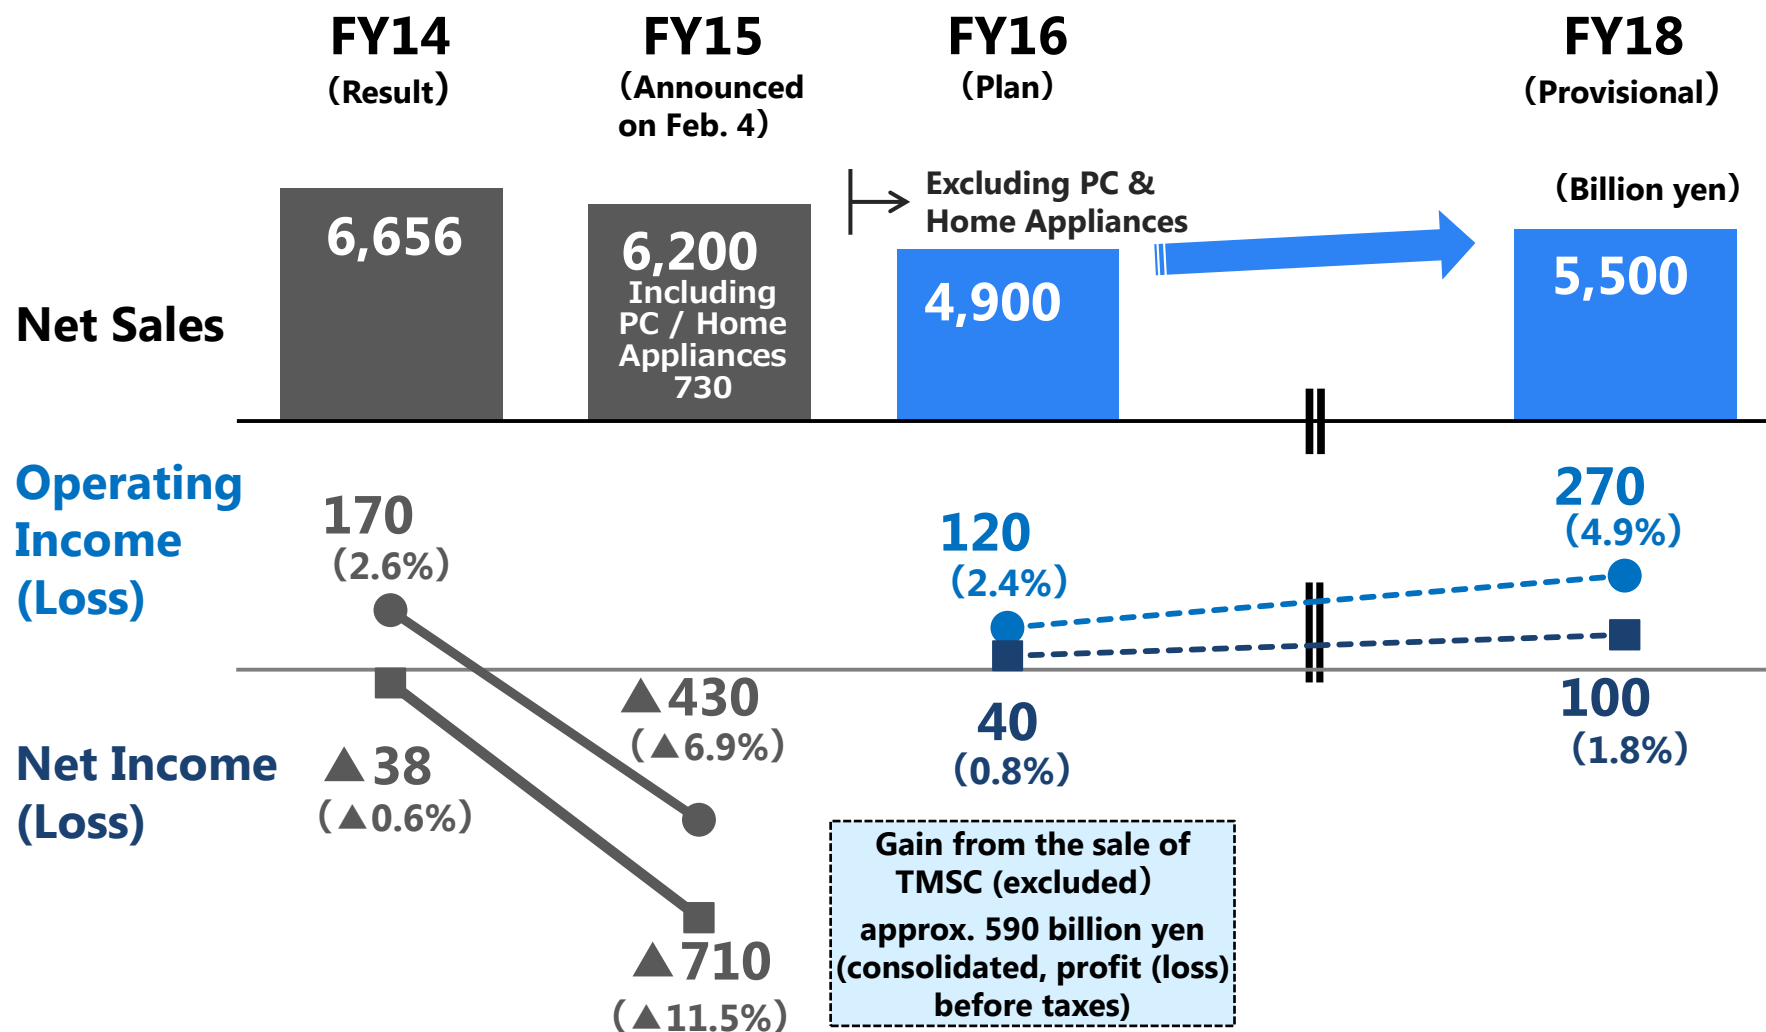 FY14
（Result）
FY15
（Announced
on Feb. 4）
FY16
（Plan）
FY18
（Provisional）
（Billion yen）
Excluding PC &
Home Appliances
Net Sales
6,656
6,200
Including
PC / Home
Appliances
730
4,900
5,500
Operating
Income
(Loss)
170
（2.6%）
▲430
（▲6.9%）
120
（2.4%）
270
（4.9%）
Net Income
(Loss)
▲38
（▲0.6%）
▲710
（▲11.5%）
40
（0.8%）
100
（1.8%）
Gain from the sale of
TMSC (excluded）
approx. 590 billion yen
(consolidated, profit (loss)
before taxes)